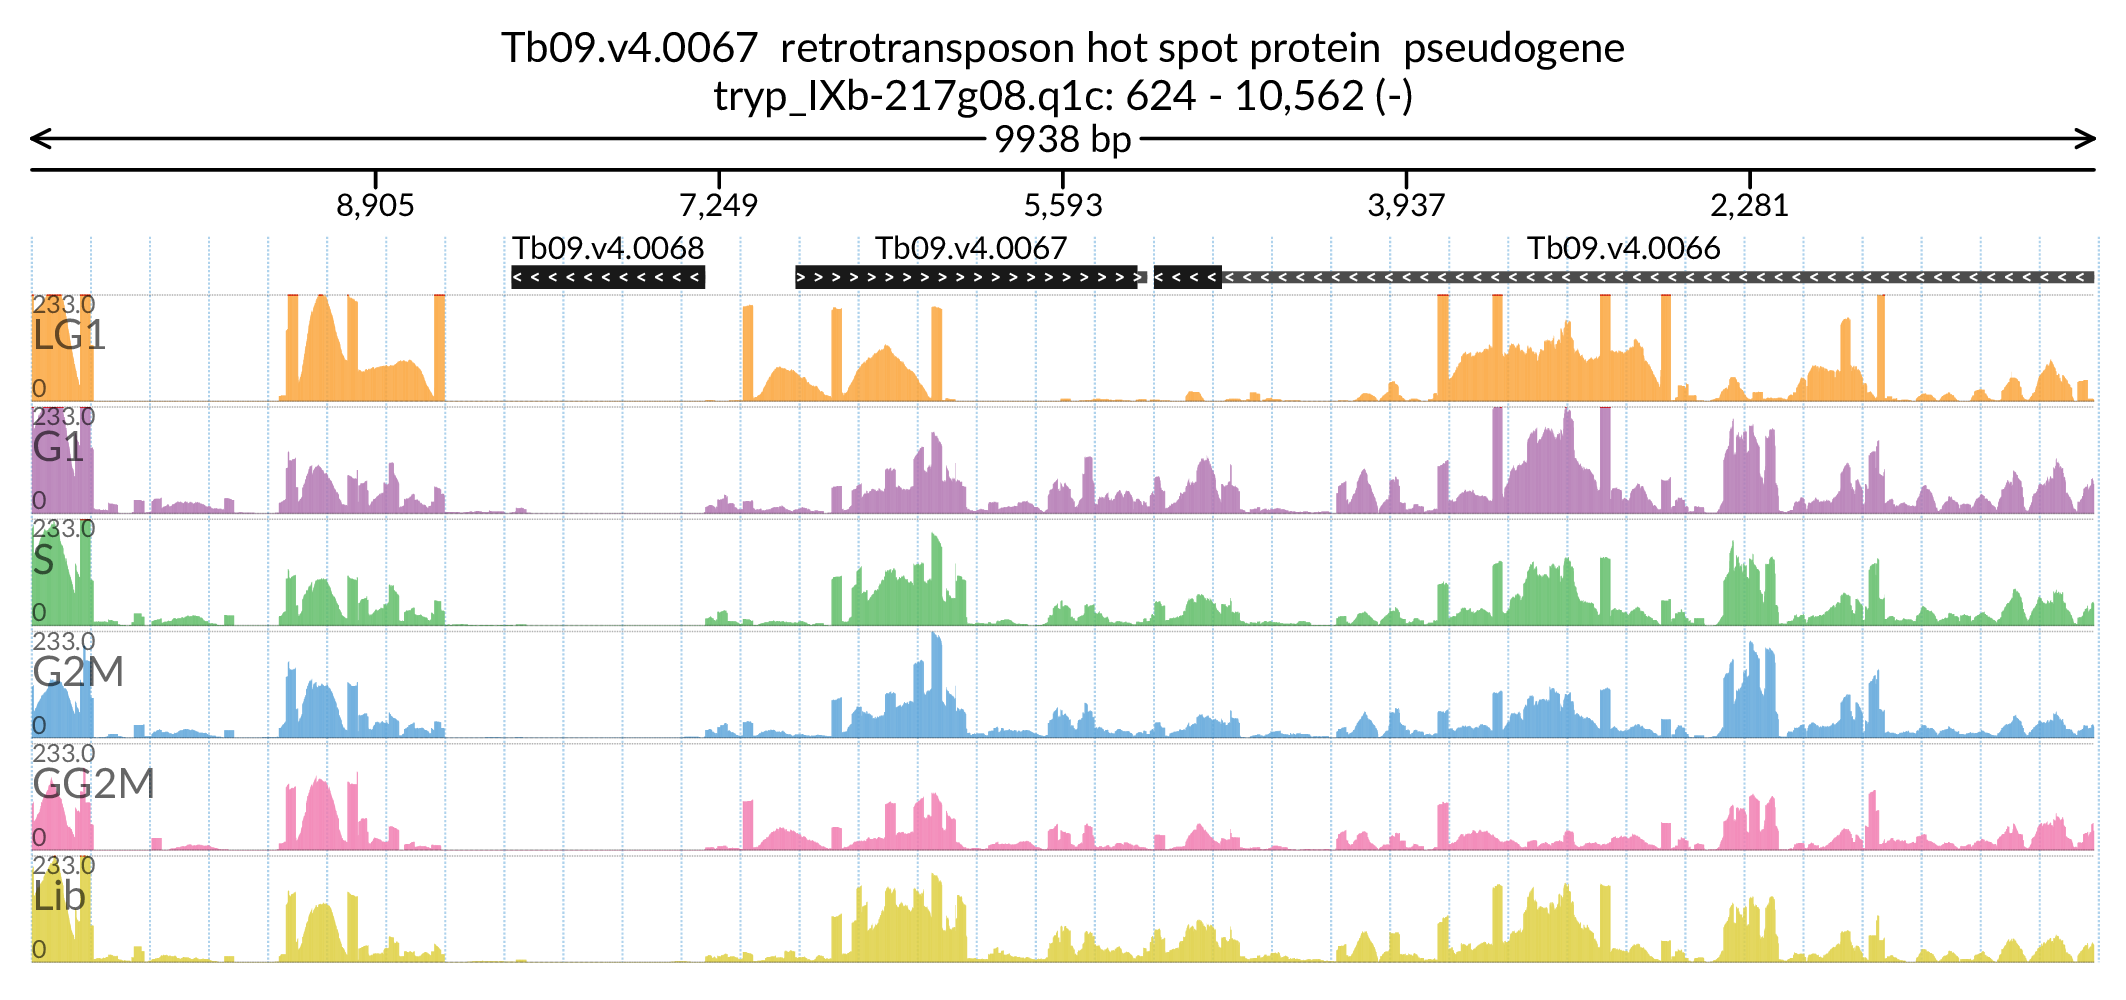 Tb09.v4.0067 retrotransposon hot spot protein pseudogene
tryp_IXb-217g08.q1c: 624 - 10,562 (-)
9938 bp
8,905 7,249 5,593 3,937 2,281
Tb09.v4.0068 Tb09.v4.0067 Tb09.v4.0066
233.0
LG1
0
233.0
G1
0
233.0
S
0
233.0
G2M
0
233.0
GG2M
0
233.0
Lib
0